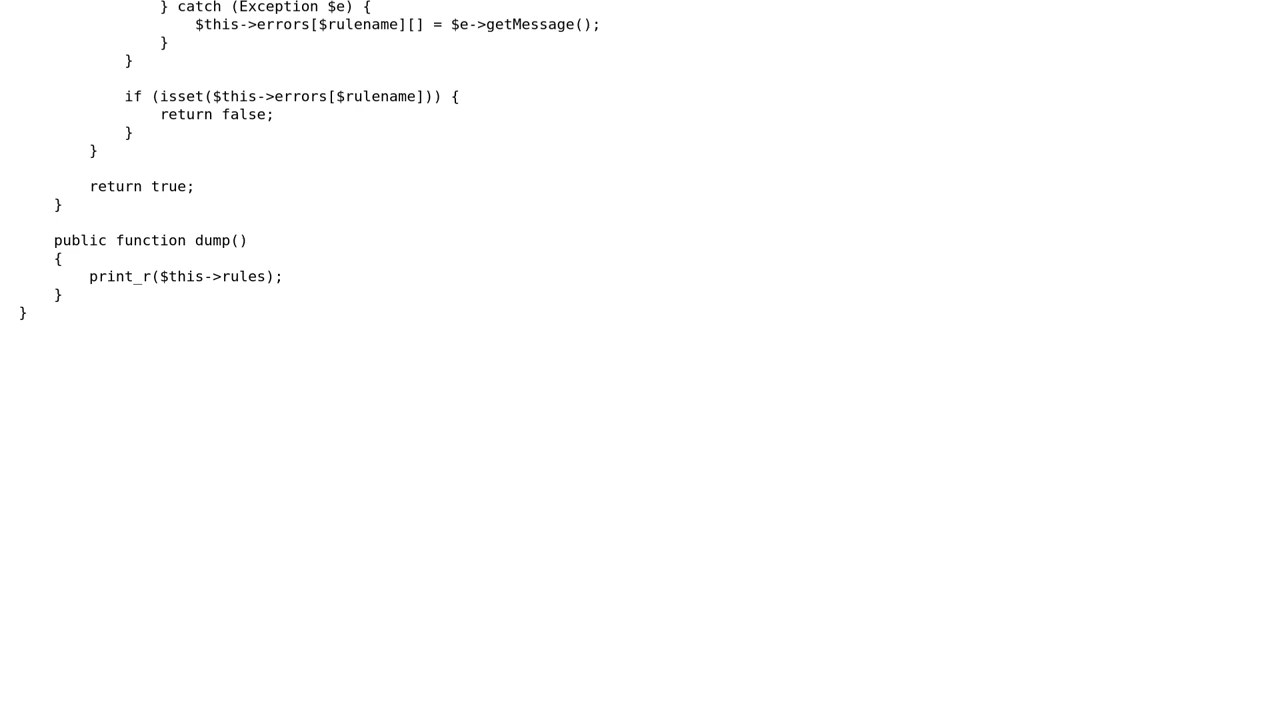 } catch (Exception $e) {
                    $this->errors[$rulename][] = $e->getMessage();
                }
            }

            if (isset($this->errors[$rulename])) {
                return false;
            }
        }

        return true;
    }

    public function dump()
    {
        print_r($this->rules);
    }
}